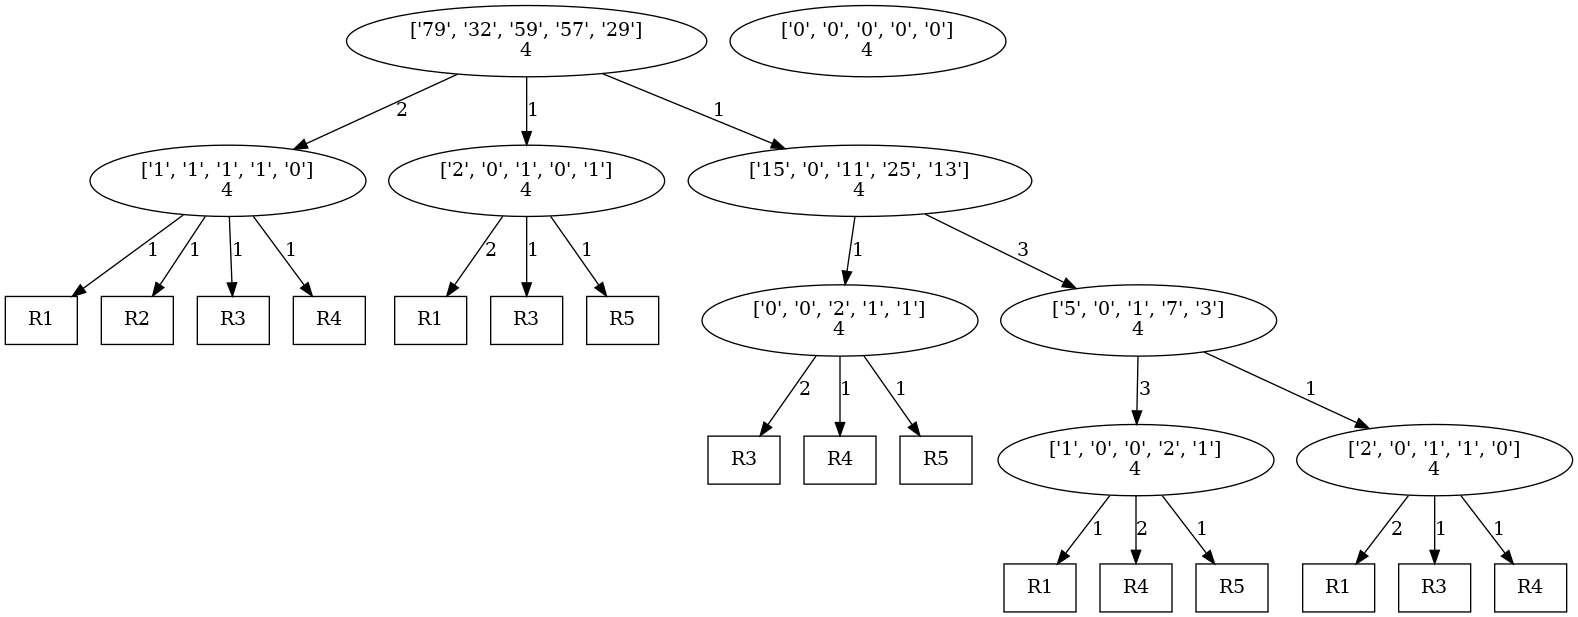 ['79', '32', '59', '57', '29']
4
['0', '0', '0', '0', '0']
4
2
1
1
['1', '1', '1', '1', '0']
4
['2', '0', '1', '0', '1']
4
['15', '0', '11', '25', '13']
4
1
1
1
1
2
1
1
1
3
R1
R2
R3
R4
R1
R3
R5
['0', '0', '2', '1', '1']
4
['5', '0', '1', '7', '3']
4
2
1
1
3
1
R3
R4
R5
['1', '0', '0', '2', '1']
4
['2', '0', '1', '1', '0']
4
1
2
1
2
1
1
R1
R4
R5
R1
R3
R4